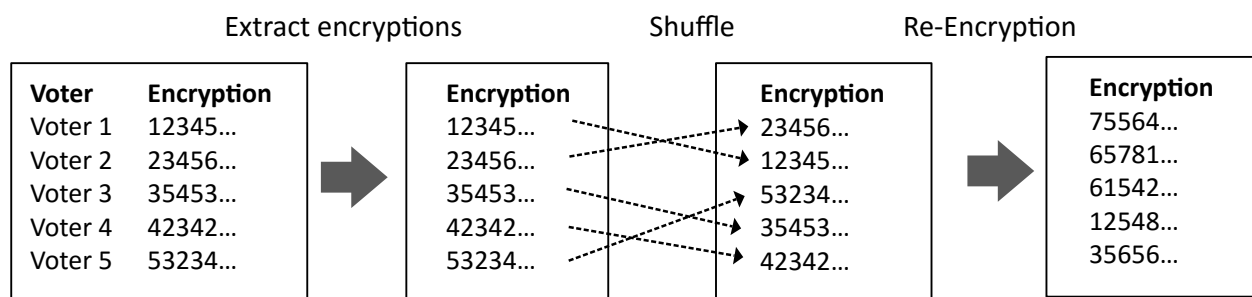 Extract encryptions Shuffle Re-Encryption
Voter Encryption
Voter 1 12345...
Voter 2 23456...
Voter 3 35453...
Voter 4 42342...
Voter 5 53234...
Encryption
12345...
23456...
35453...
42342...
53234...
Encryption
23456...
12345...
53234...
35453...
42342...
Encryption
75564...
65781...
61542...
12548...
35656...